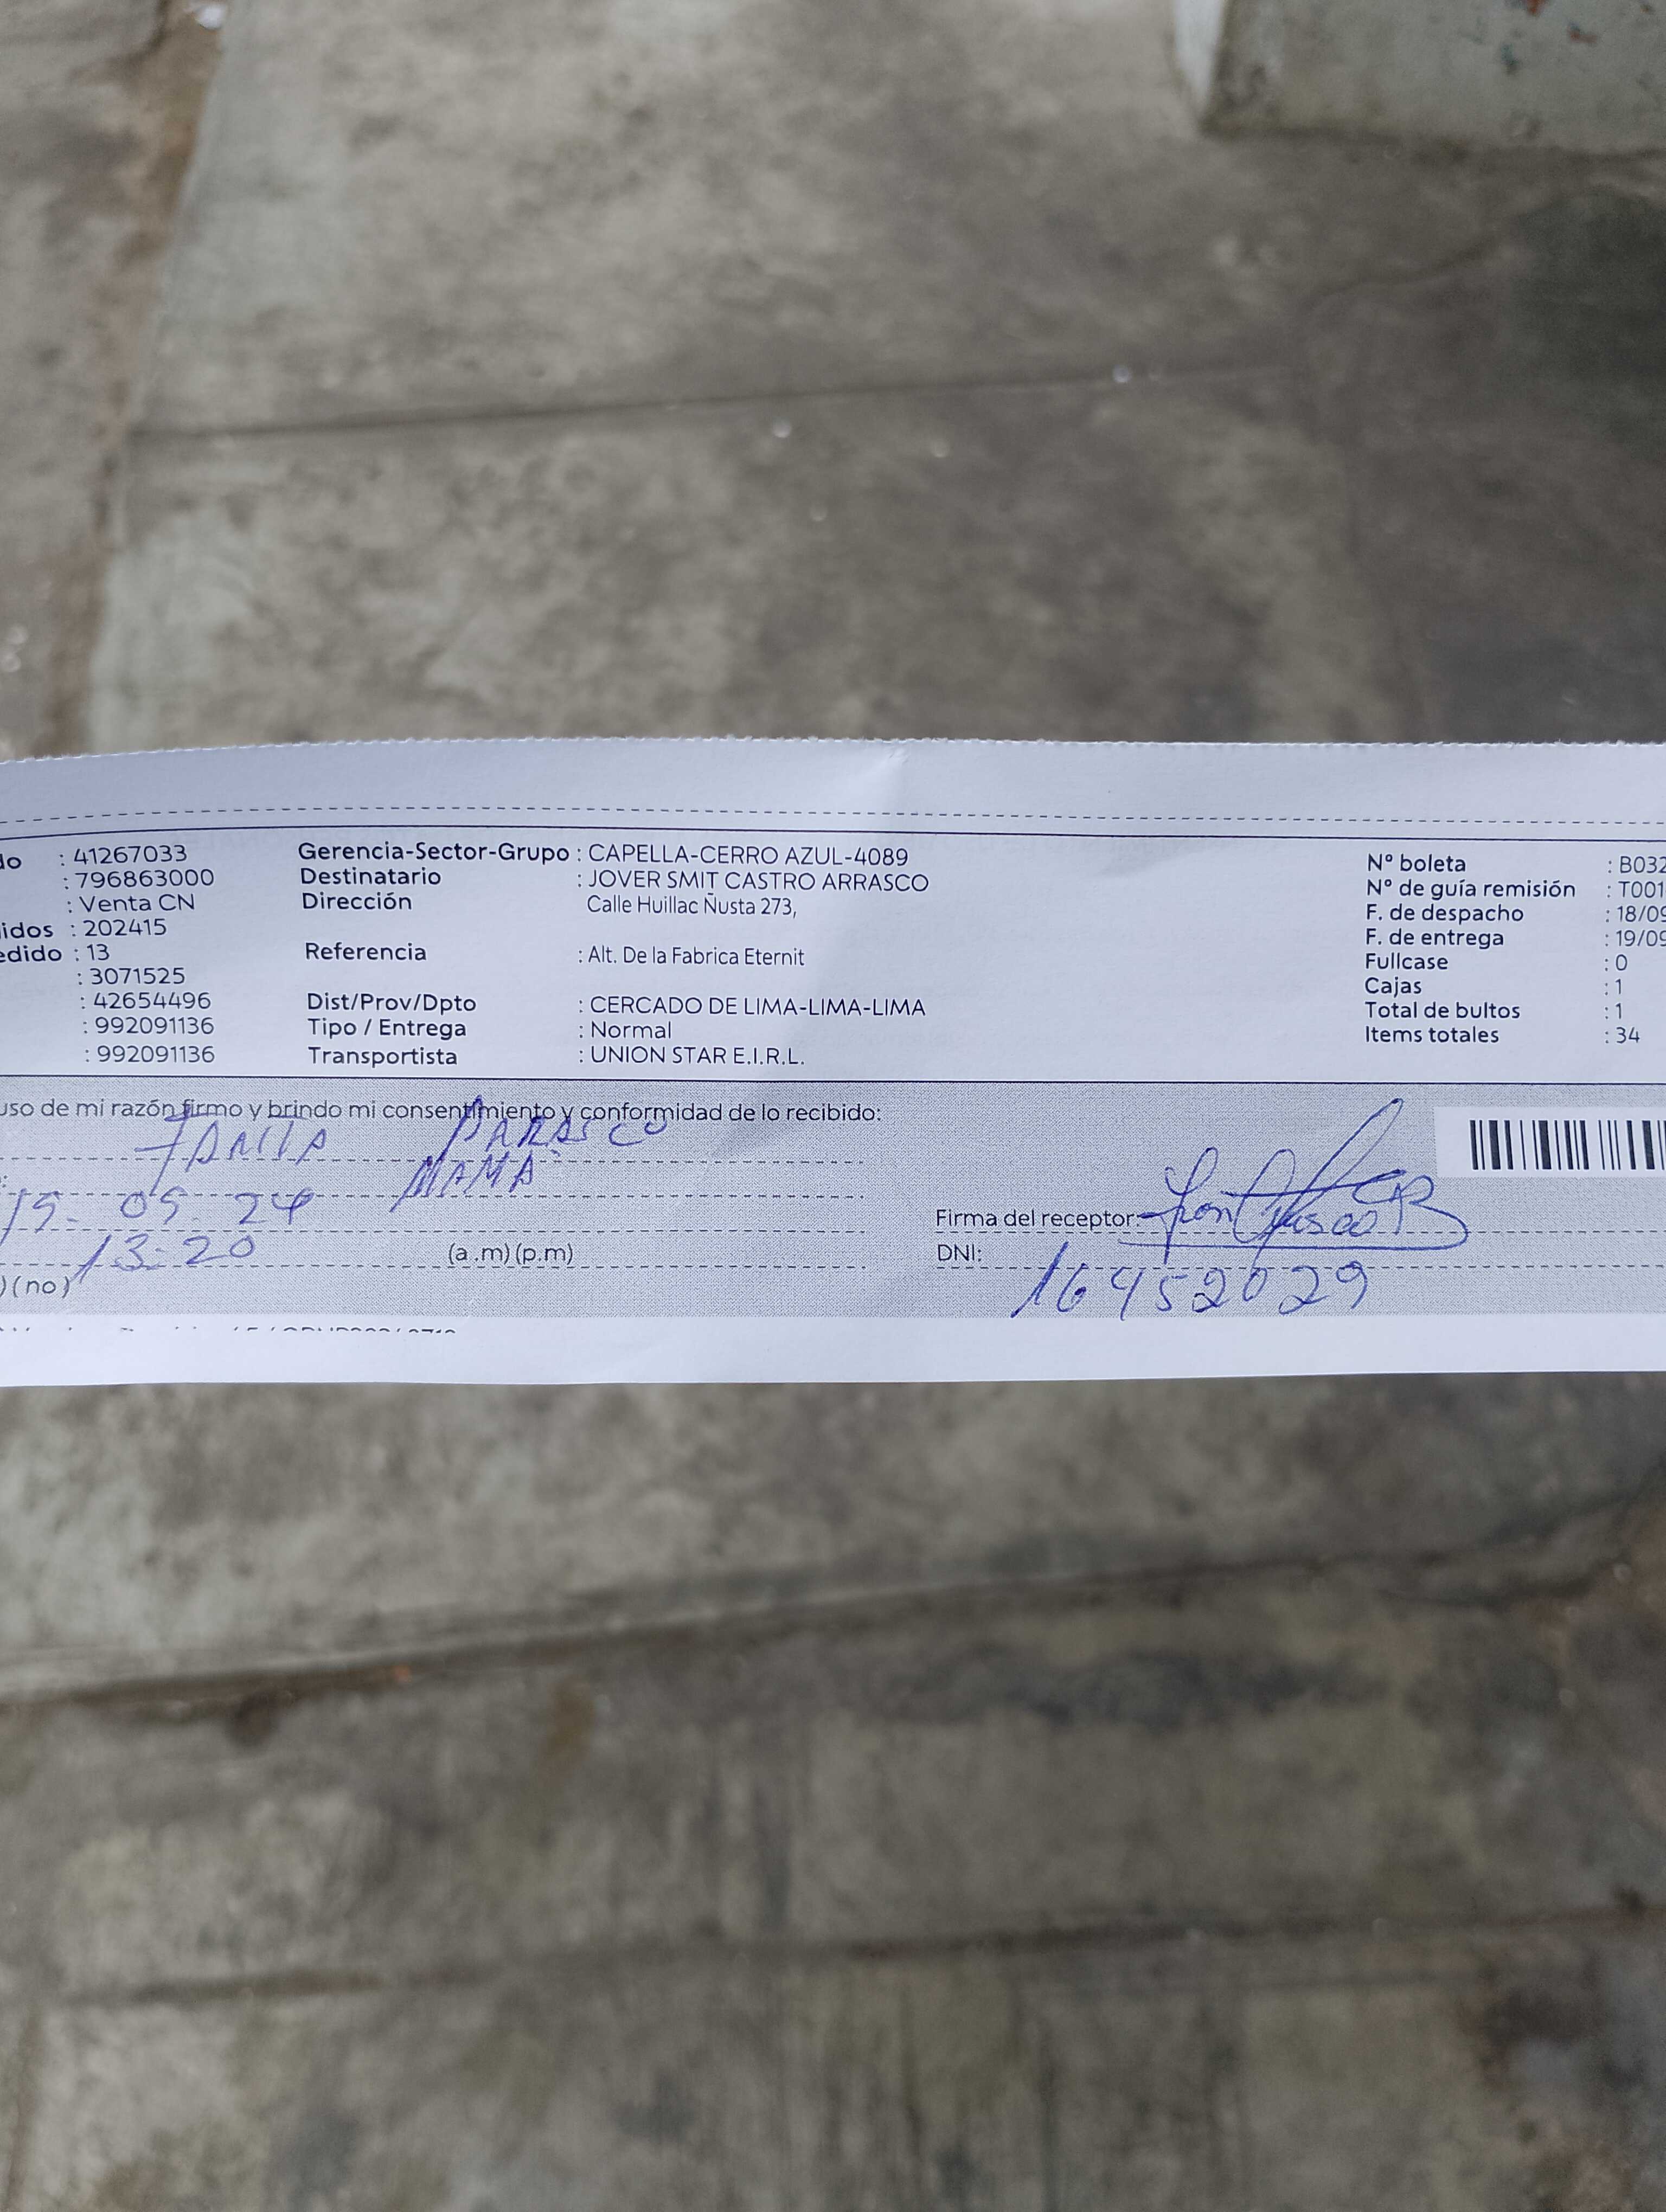 do : 41267033
: 796863000
: Venta CN
idos : 202415
edido : 13
: 3071525
: 42654496
: 992091136
: 992091136
Gerencia-Sector-Grupo : CAPELLA-CERRO AZUL-4089
Destinatario : JOVER SMIT CASTRO ARRASCO
Dirección Calle Huillac Ñusta 273,
Referencia : Alt. De la Fabrica Eternit
Dist/Prov/Dpto : CERCADO DE LIMA-LIMA-LIMA
Tipo / Entrega : Normal
Transportista : UNION STAR E.I.R.L.
N° boleta : B032
N° de guía remisión : T001
F. de despacho : 18/09
F. de entrega : 19/09
Fullcase : 0
Cajas : 1
Total de bultos : 1
Items totales : 34
uso de mi razón firmo y brindo mi consentimiento y conformidad de lo recibido:
ARRASCO
MAMA
19. 09. 24
13:20 (a .m) (p.m)
) (no)
Firma del receptor:
DNI: 16452029